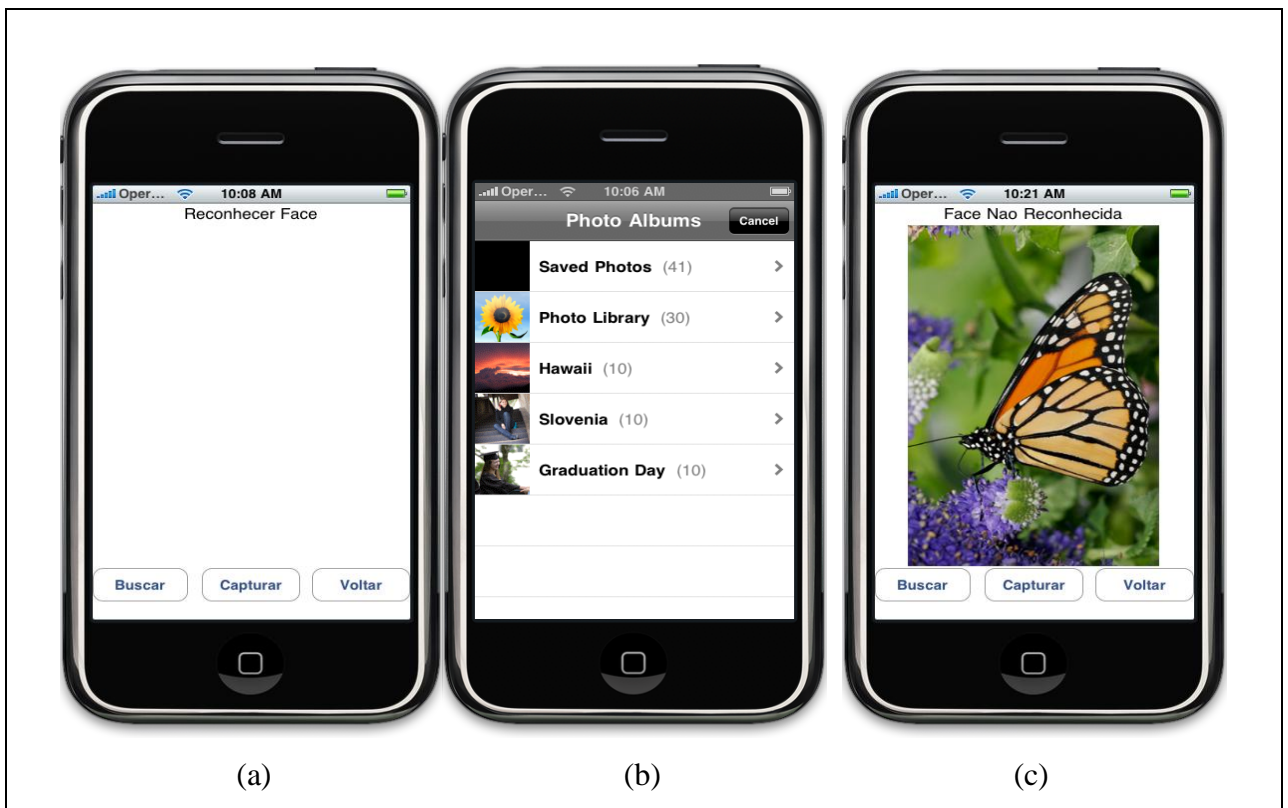 Oper... 10:08 AM
Reconhecer Face
Buscar Capturar Voltar
Oper... 10:06 AM
Photo Albums Cancel
Saved Photos (41)
Photo Library (30)
Hawaii (10)
Slovenia (10)
Graduation Day (10)
Oper... 10:21 AM
Face Nao Reconhecida
Buscar Capturar Voltar
(a) (b) (c)